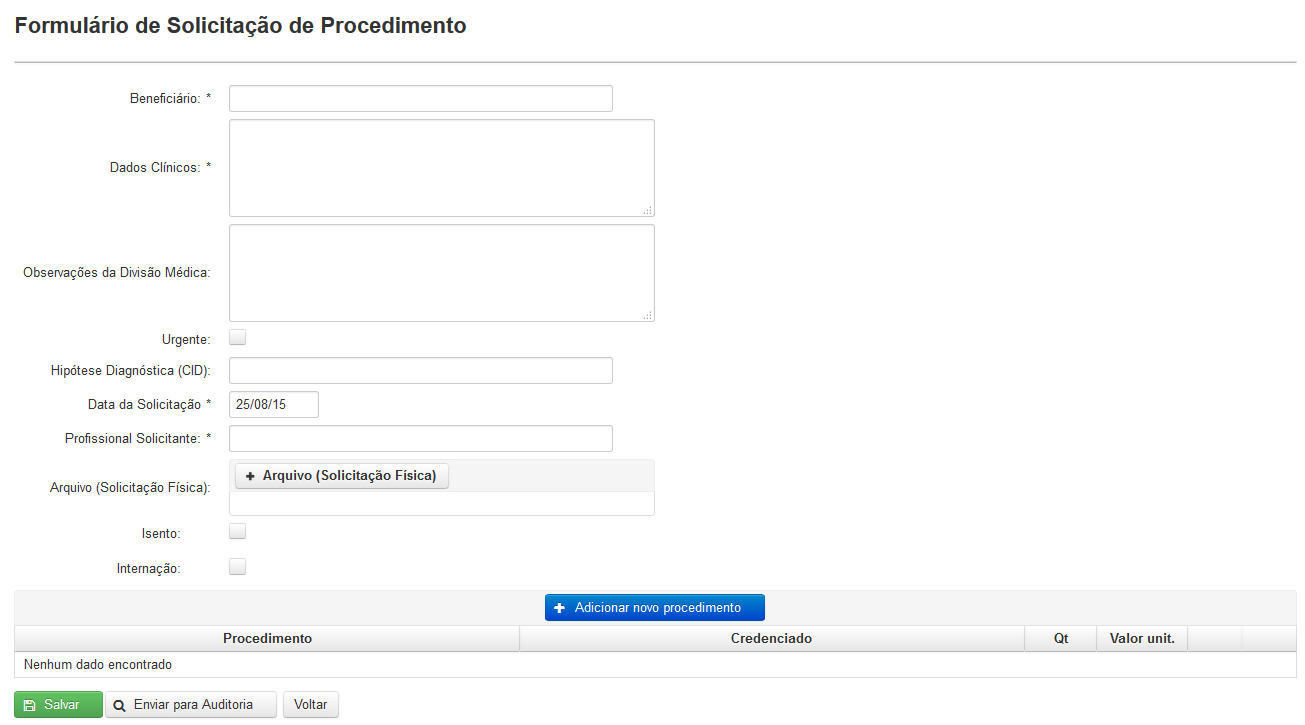 Formulário de Solicitação de Procedimento
Beneficiário: *
Dados Clínicos: *
Observações da Divisão Médica:
Urgente:
Hipótese Diagnóstica (CID):
Data da Solicitação * 25/08/15
Profissional Solicitante: *
Arquivo (Solicitação Física): + Arquivo (Solicitação Física)
Isento:
Internação:
+ Adicionar novo procedimento
Procedimento Credenciado Qt Valor unit.
Nenhum dado encontrado
Salvar Enviar para Auditoria Voltar